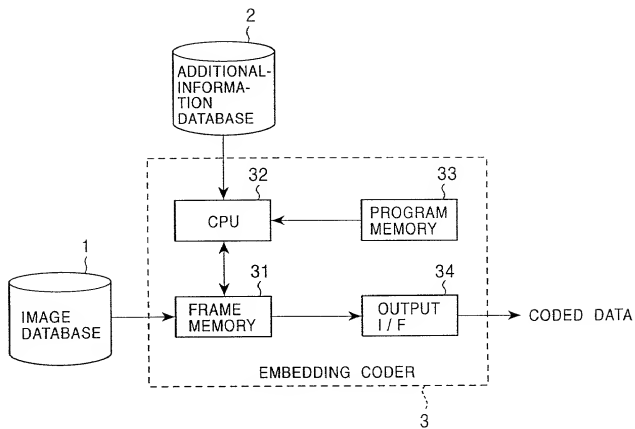 2
ADDITIONAL-
INFORMA-
TION
DATABASE
32
CPU
33
PROGRAM
MEMORY
1
IMAGE
DATABASE
31
FRAME
MEMORY
34
OUTPUT
I / F
CODED DATA
EMBEDDING CODER
3